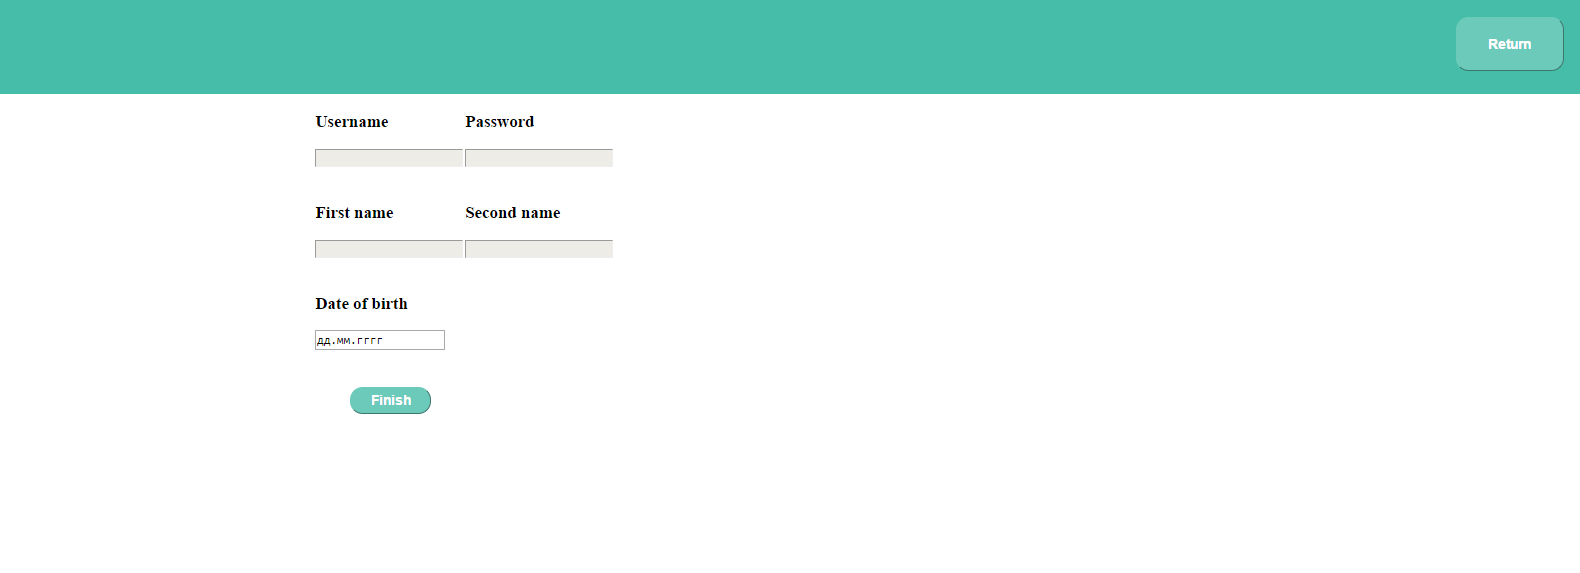 Return
Username Password
First name Second name
Date of birth
дд.мм.гггг
Finish